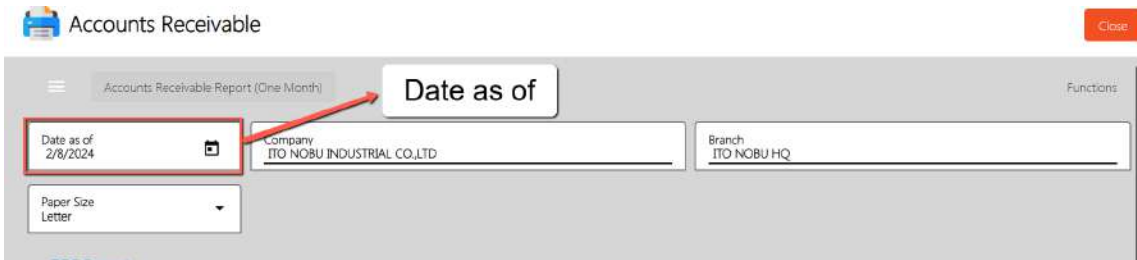 Accounts Receivable
Close
Accounts Receivable Report (One Month)
Date as of
Functions
Date as of
2/8/2024
Company
ITO NOBU INDUSTRIAL CO.,LTD
Branch
ITO NOBU HQ
Paper Size
Letter